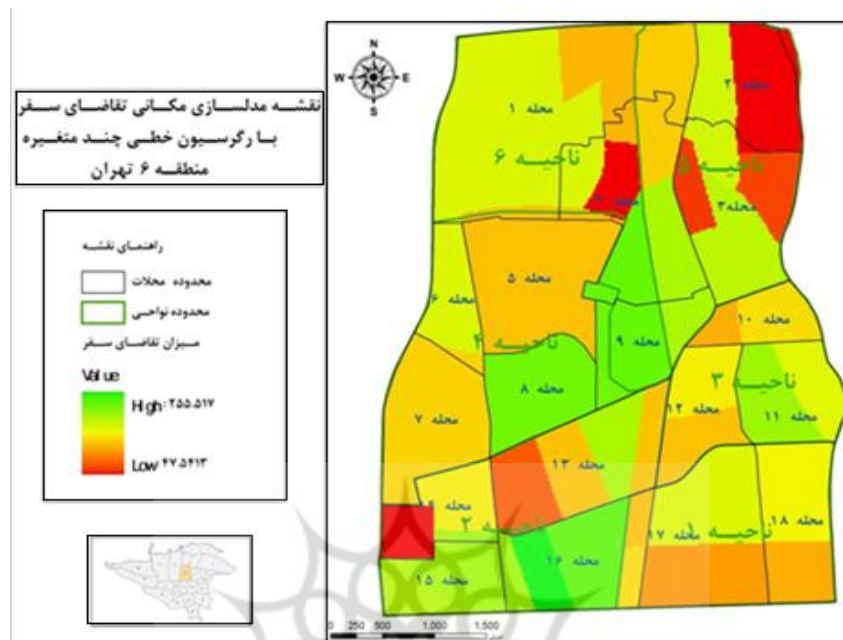 نقشه مدلسازی مکانی تقاضای سفر
با رگرسیون خطی چند متغیره
منطقه ۶ تهران
راهنمای نقشه
محدوده محلات
محدوده نواحی
میزان تقاضای سفر
Value
High : ۲۵۵.۵۱۷
Low ۴۷.۵۴۱۳
N
W E
S
محله ۱
ناحیه ۶
ناحیه ۵
محله ۳
محله ۵
محله ۶
ناحیه ۴
محله ۹
محله ۱۰
محله ۸
محله ۷
ناحیه ۳
محله ۱۲
محله ۱۱
محله ۱۳
ناحیه ۲
محله ۱۶
محله ۱۵
ناحیه ۱
محله ۱۷
محله ۱۸
0 250 500 1,000 1,500